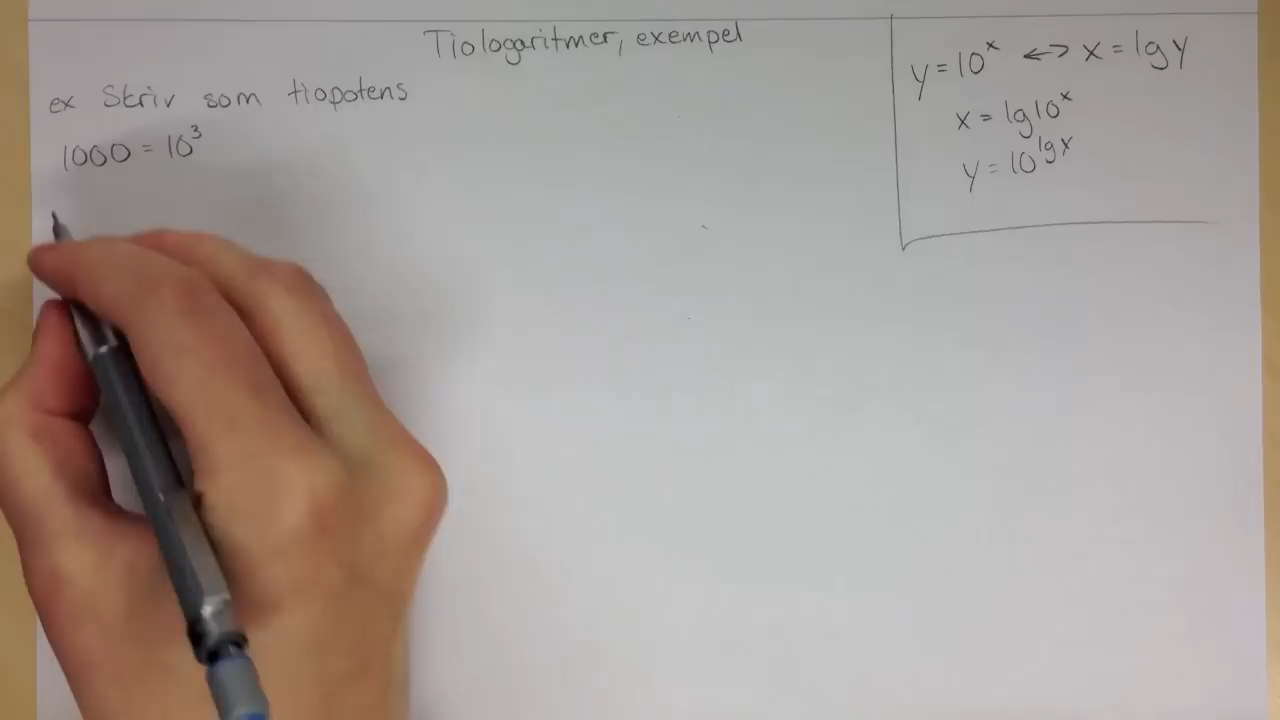 Tiologaritmer, exempel
ex Skriv som tiopotens
1000 = 10³
y = 10ˣ ↔ x = lg y
x = lg 10ˣ
y = 10^lg x